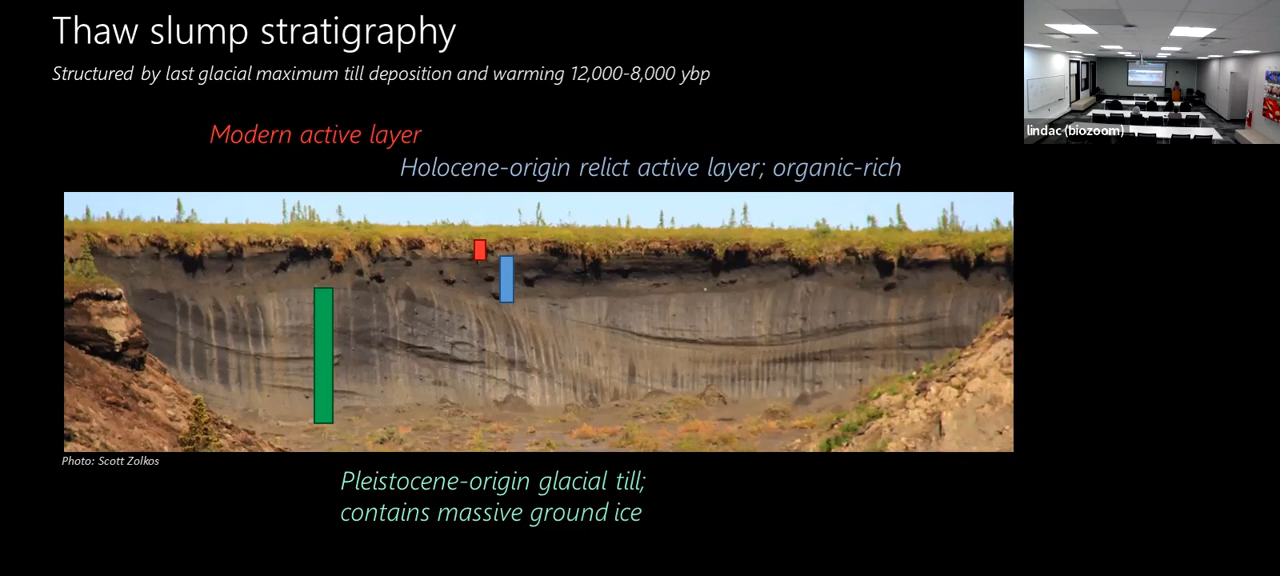 Thaw slump stratigraphy
Structured by last glacial maximum till deposition and warming 12,000-8,000 ybp
lindac (biozoom)
Modern active layer
Holocene-origin relict active layer; organic-rich
Photo: Scott Zolkos
Pleistocene-origin glacial till;
contains massive ground ice